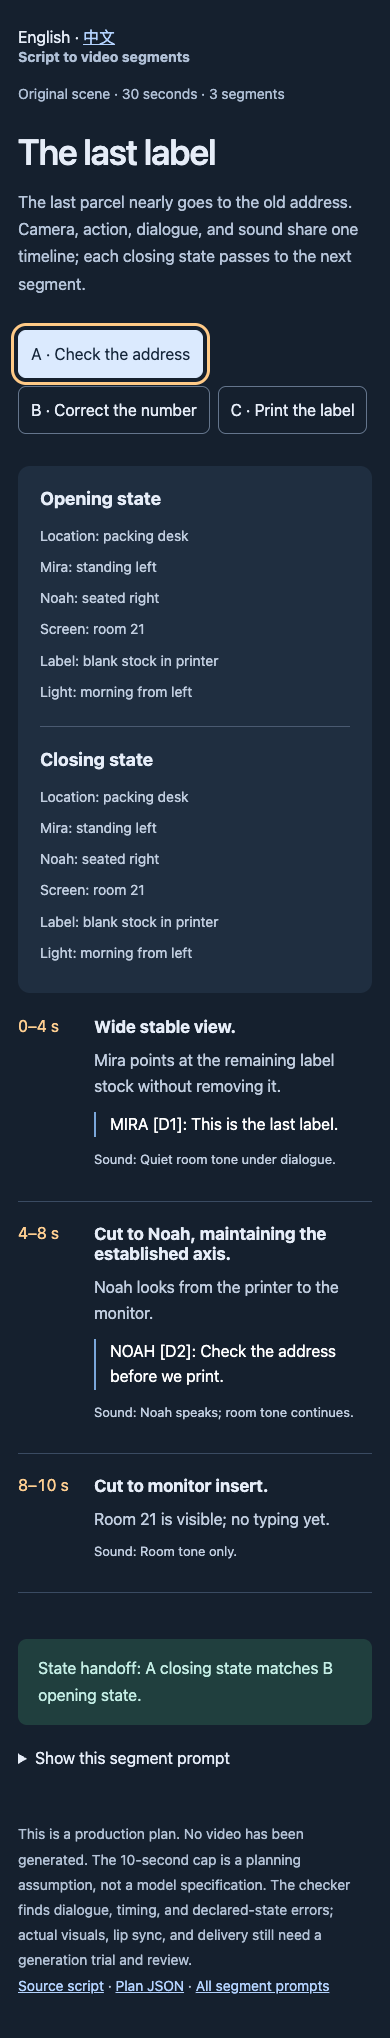 English · 中文
Script to video segments
Original scene · 30 seconds · 3 segments
The last label
The last parcel nearly goes to the old address.
Camera, action, dialogue, and sound share one
timeline; each closing state passes to the next
segment.
A · Check the address
B · Correct the number
C · Print the label
Opening state
Location: packing desk
Mira: standing left
Noah: seated right
Screen: room 21
Label: blank stock in printer
Light: morning from left
Closing state
Location: packing desk
Mira: standing left
Noah: seated right
Screen: room 21
Label: blank stock in printer
Light: morning from left
0–4 s
Wide stable view.
Mira points at the remaining label
stock without removing it.
MIRA [D1]: This is the last label.
Sound: Quiet room tone under dialogue.
4–8 s
Cut to Noah, maintaining the
established axis.
Noah looks from the printer to the
monitor.
NOAH [D2]: Check the address
before we print.
Sound: Noah speaks; room tone continues.
8–10 s
Cut to monitor insert.
Room 21 is visible; no typing yet.
Sound: Room tone only.
State handoff: A closing state matches B
opening state.
Show this segment prompt
This is a production plan. No video has been
generated. The 10-second cap is a planning
assumption, not a model specification. The checker
finds dialogue, timing, and declared-state errors;
actual visuals, lip sync, and delivery still need a
generation trial and review.
Source script · Plan JSON · All segment prompts